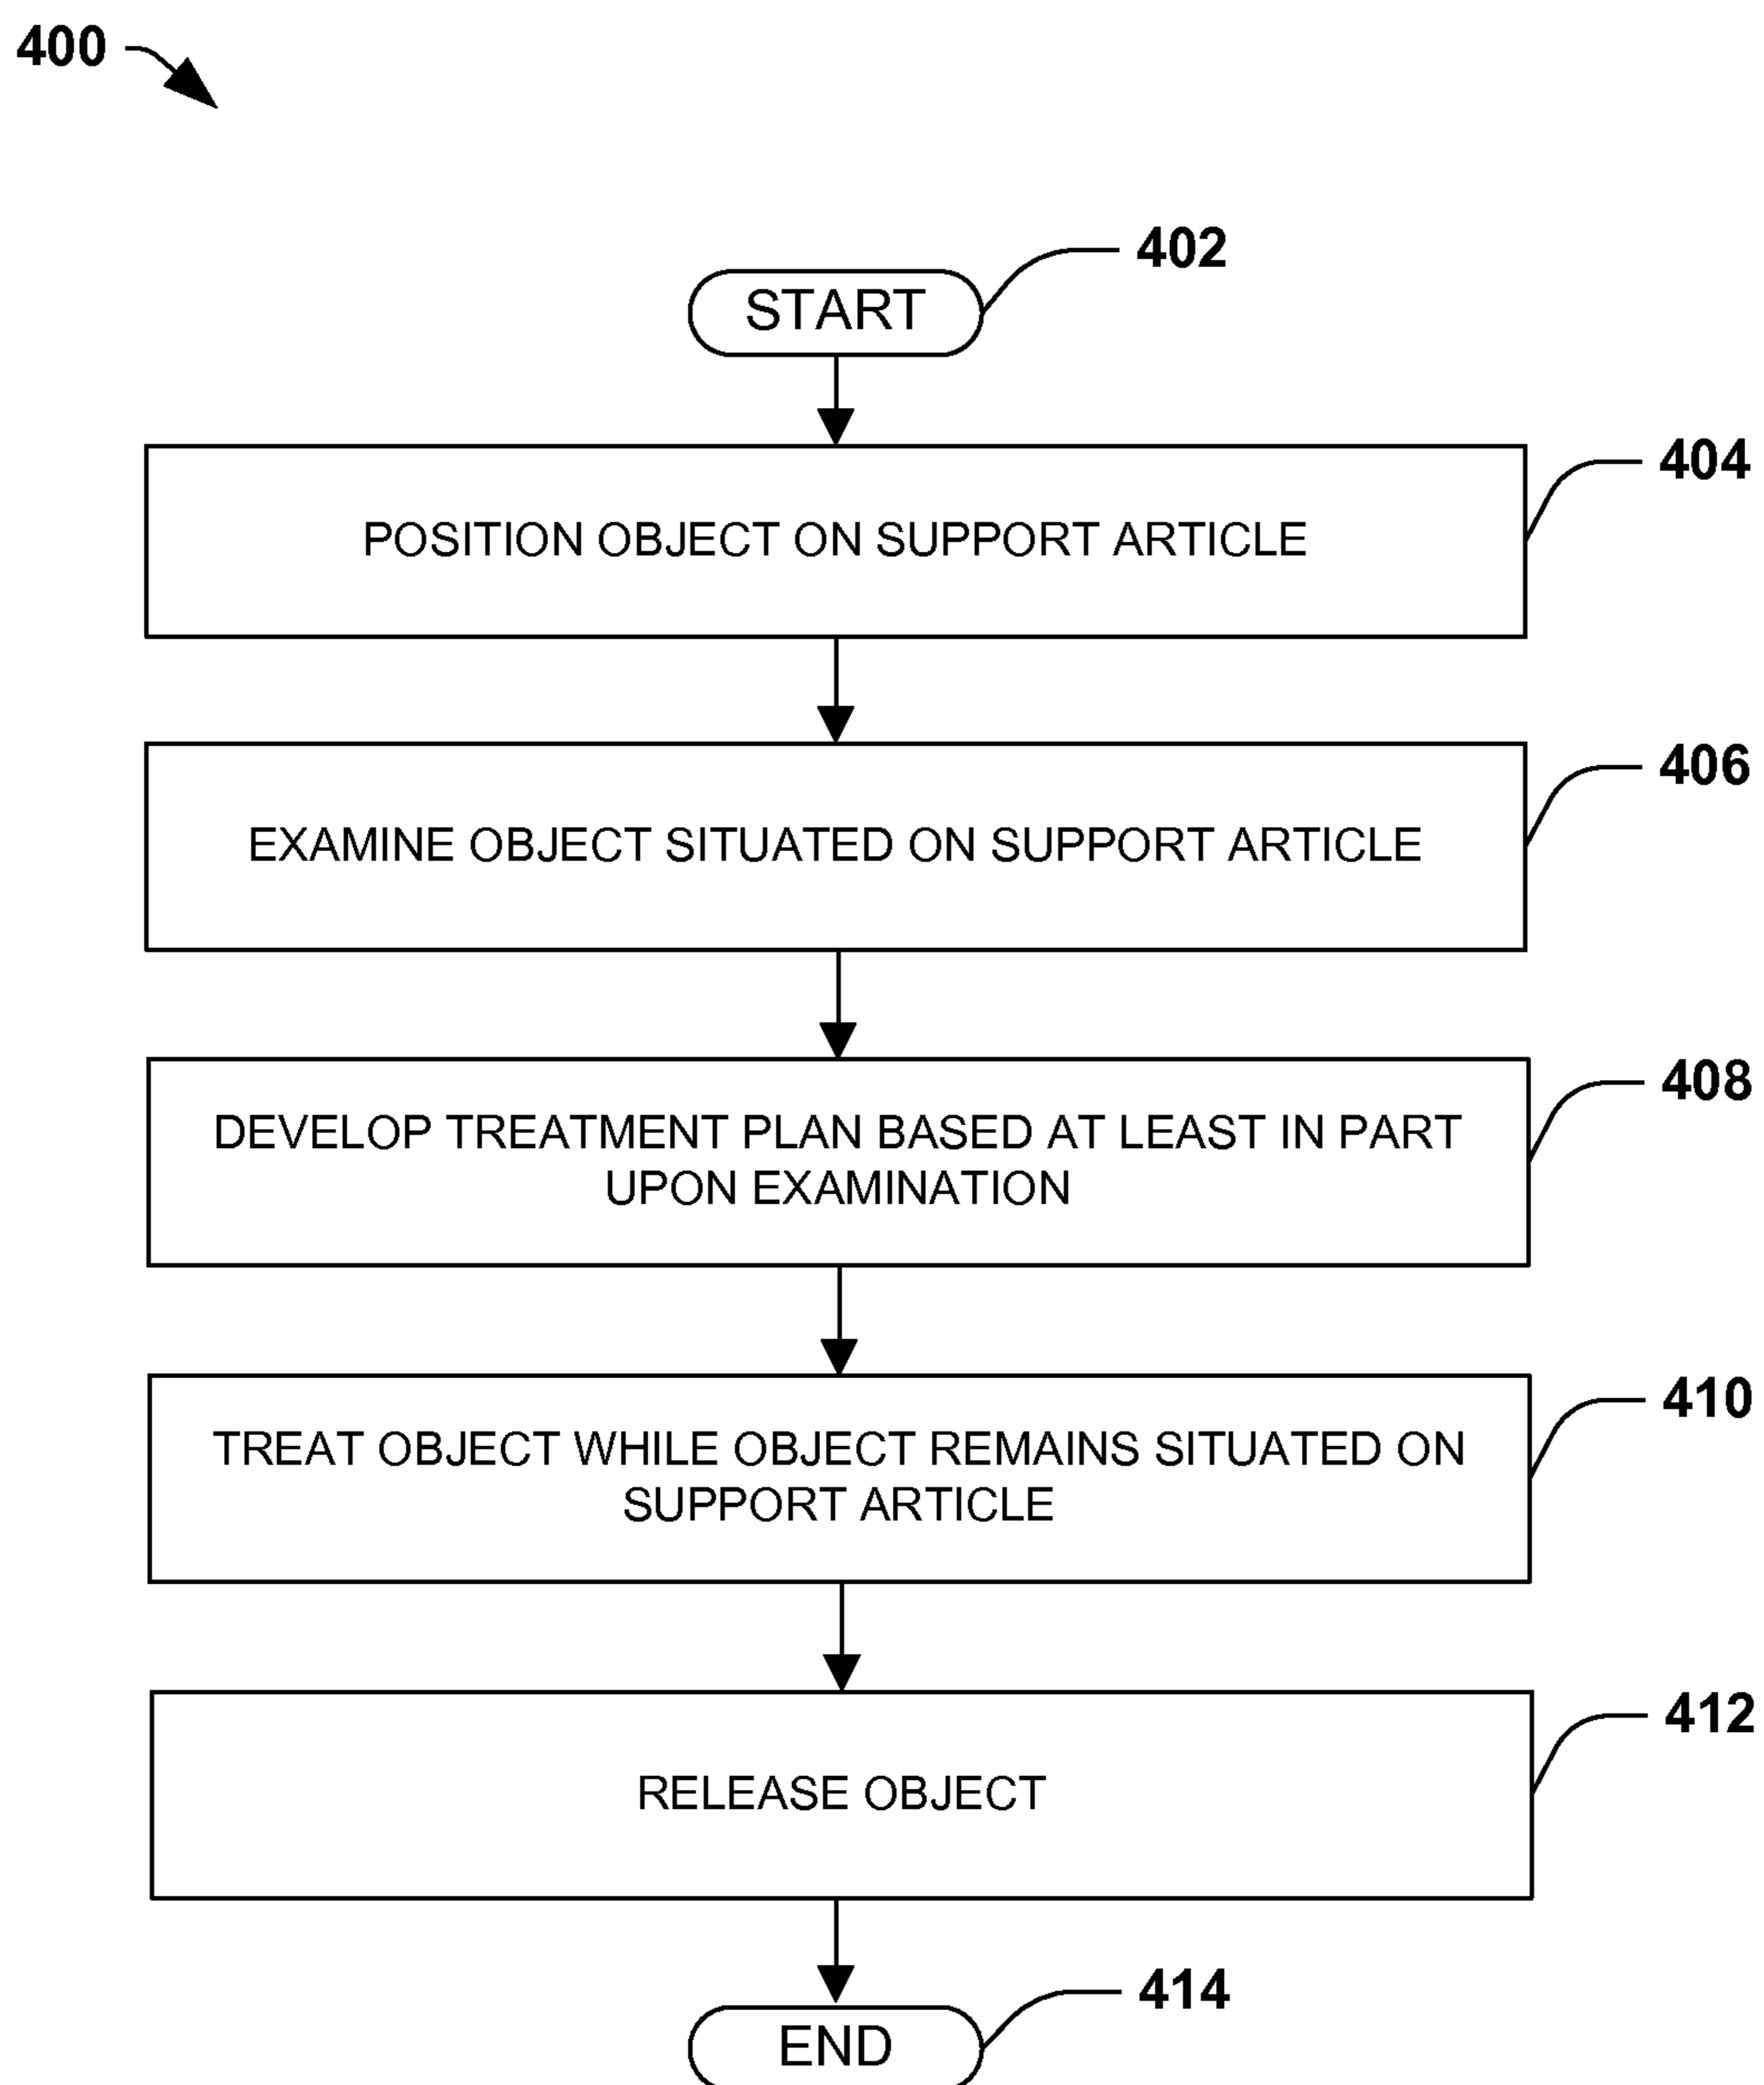 400
402
START
404
POSITION OBJECT ON SUPPORT ARTICLE
406
EXAMINE OBJECT SITUATED ON SUPPORT ARTICLE
408
DEVELOP TREATMENT PLAN BASED AT LEAST IN PART
UPON EXAMINATION
410
TREAT OBJECT WHILE OBJECT REMAINS SITUATED ON
SUPPORT ARTICLE
412
RELEASE OBJECT
414
END